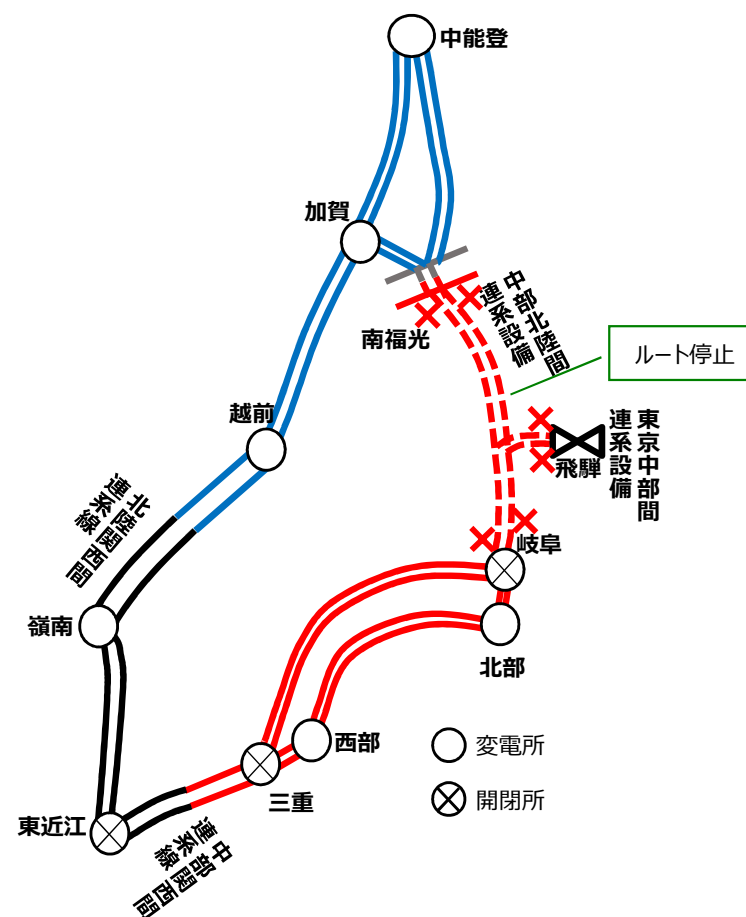 中能登
加賀
中部北陸間
連系設備
南福光
ルート停止
越前
東京中部間
連系設備
飛騨
北陸関西間
連系線
岐阜
嶺南
北部
西部
変電所
三重
開閉所
東近江
中部関西間
連系線